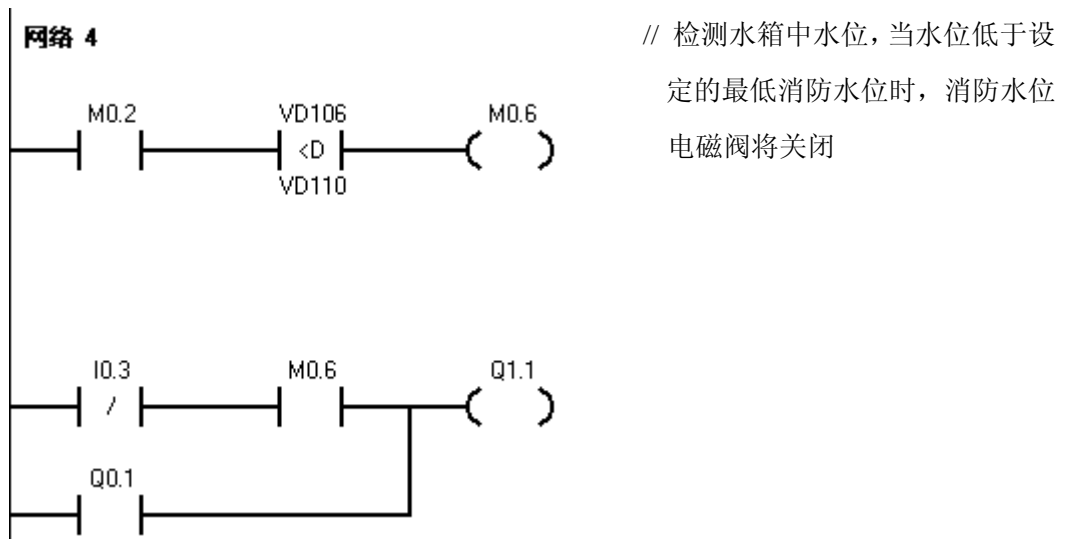 网络 4
// 检测水箱中水位，当水位低于设
定的最低消防水位时，消防水位
电磁阀将关闭
M0.2 VD106 M0.6
<D
VD110
I0.3 M0.6 Q1.1
/
Q0.1